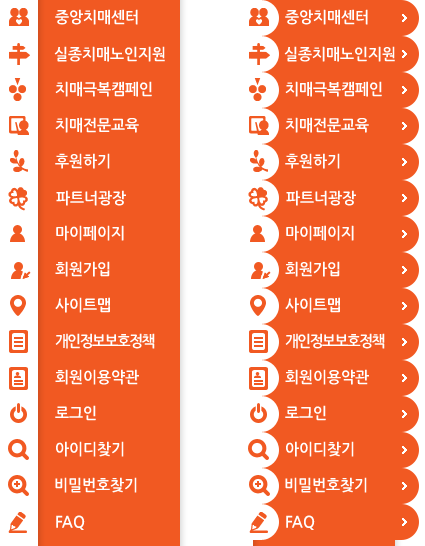 중앙치매센터
실종치매노인지원
치매극복캠페인
치매전문교육
후원하기
파트너광장
마이페이지
회원가입
사이트맵
개인정보보호정책
회원이용약관
로그인
아이디찾기
비밀번호찾기
FAQ
중앙치매센터
실종치매노인지원
치매극복캠페인
치매전문교육
후원하기
파트너광장
마이페이지
회원가입
사이트맵
개인정보보호정책
회원이용약관
로그인
아이디찾기
비밀번호찾기
FAQ